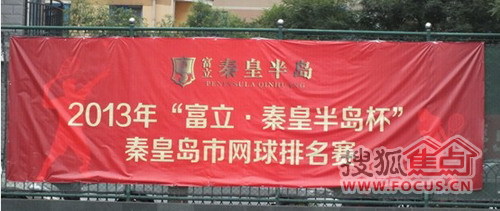 富立 秦皇半岛
PENINSULA QINHUANG
2013年“富立·秦皇半岛杯”
秦皇岛市网球排名赛
搜狐焦点
WWW.FOCUS.CN